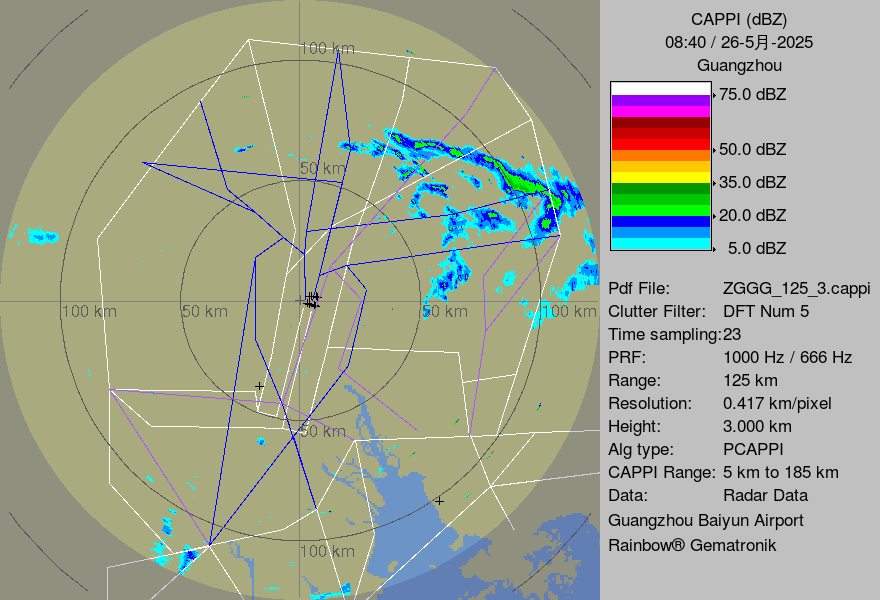 CAPPI (dBZ)
08:40 / 26-5月-2025
Guangzhou
75.0 dBZ
50.0 dBZ
35.0 dBZ
20.0 dBZ
5.0 dBZ
Pdf File: ZGGG_125_3.cappi
Clutter Filter: DFT Num 5
Time sampling:23
PRF: 1000 Hz / 666 Hz
Range: 125 km
Resolution: 0.417 km/pixel
Height: 3.000 km
Alg type: PCAPPI
CAPPI Range: 5 km to 185 km
Data: Radar Data
Guangzhou Baiyun Airport
Rainbow® Gematronik
100 km
50 km
100 km
50 km
50 km
100 km
50 km
100 km